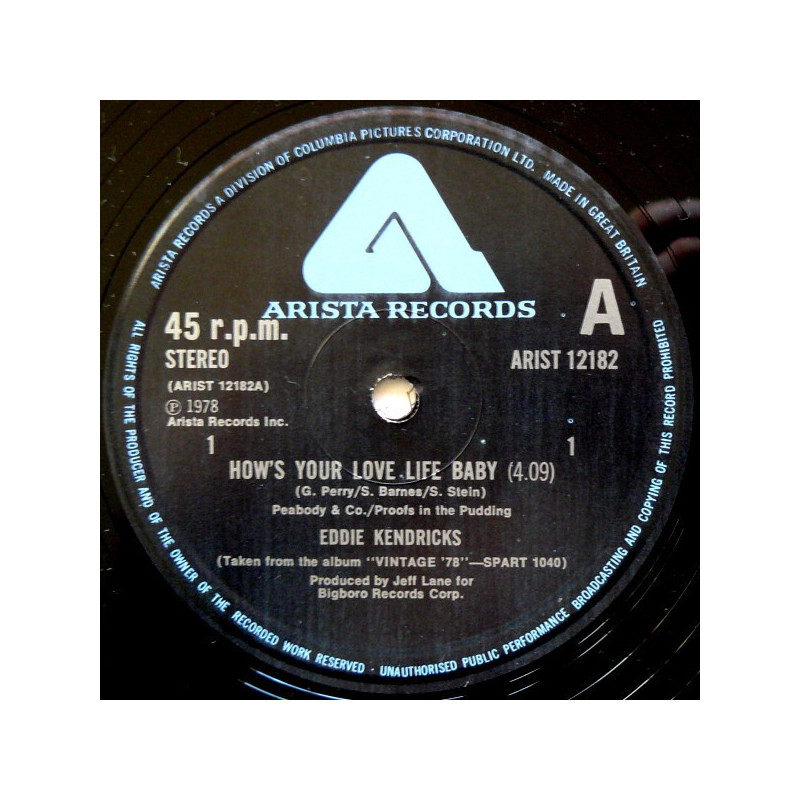 ARISTA RECORDS A DIVISION OF COLUMBIA PICTURES CORPORATION LTD. MADE IN GREAT BRITAIN
ARISTA RECORDS
45 r.p.m.
A
STEREO
ARIST 12182
(ARIST 12182A)
℗ 1978
Arista Records Inc.
1
1
HOW'S YOUR LOVE LIFE BABY (4.09)
(G. Perry/S. Barnes/S. Stein)
Peabody & Co./Proofs in the Pudding
EDDIE KENDRICKS
(Taken from the album "VINTAGE '78"—SPART 1040)
Produced by Jeff Lane for
Bigboro Records Corp.
ALL RIGHTS OF THE PRODUCER AND OF THE OWNER OF THE RECORDED WORK RESERVED · UNAUTHORISED PUBLIC PERFORMANCE BROADCASTING AND COPYING OF THIS RECORD PROHIBITED